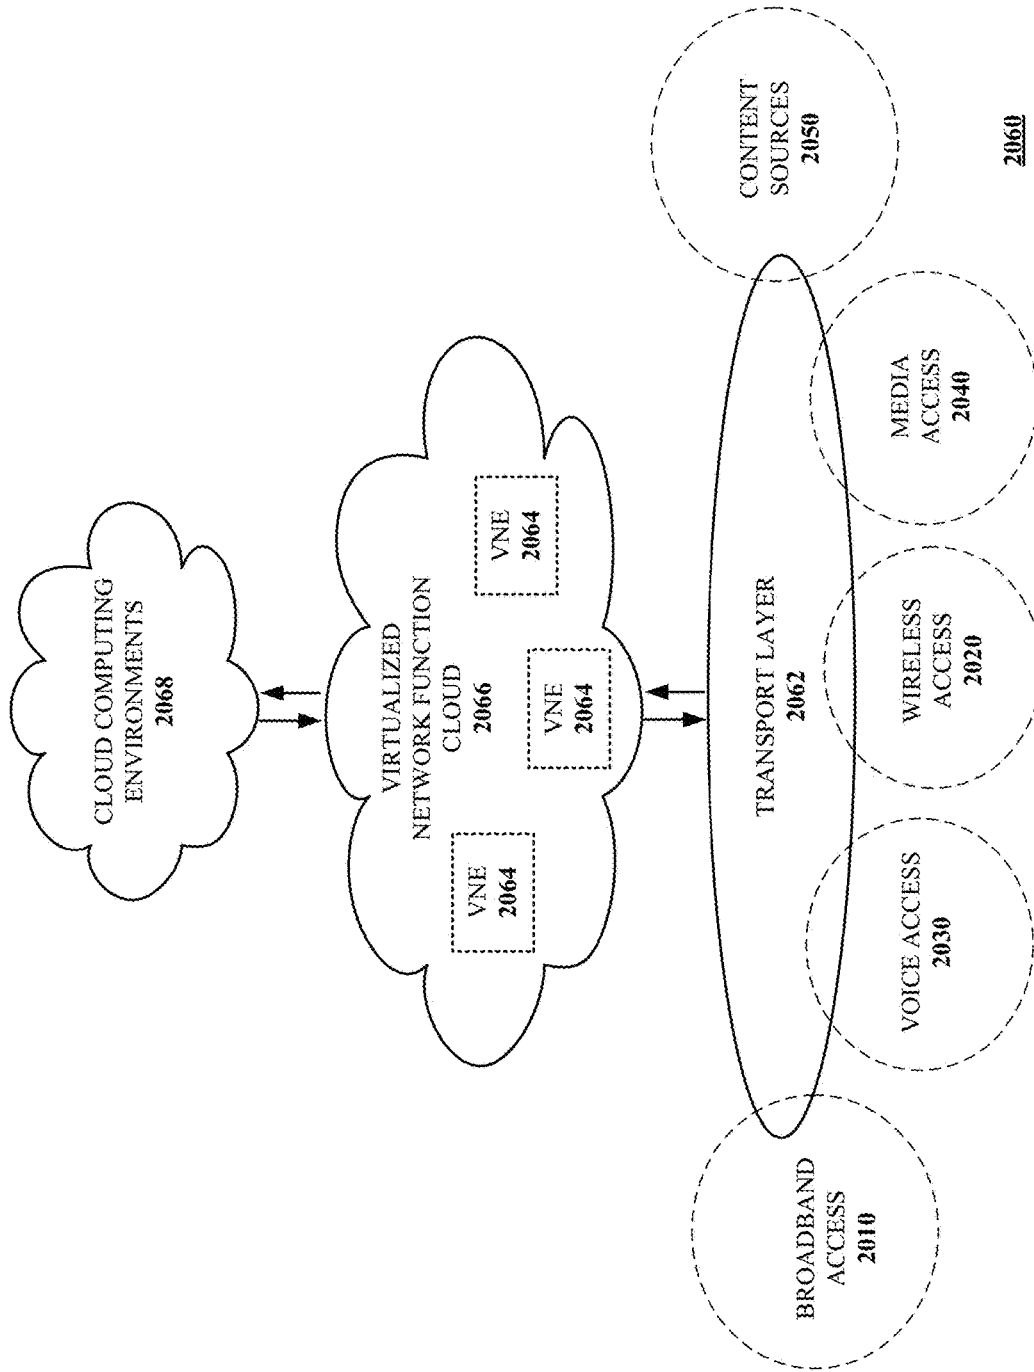 CLOUD COMPUTING
ENVIRONMENTS
2068
VIRTUALIZED
NETWORK FUNCTION
CLOUD
2066
VNE
2064
VNE
2064
VNE
2064
TRANSPORT LAYER
2062
BROADBAND
ACCESS
2010
VOICE ACCESS
2030
WIRELESS
ACCESS
2020
MEDIA
ACCESS
2040
CONTENT
SOURCES
2050
2060